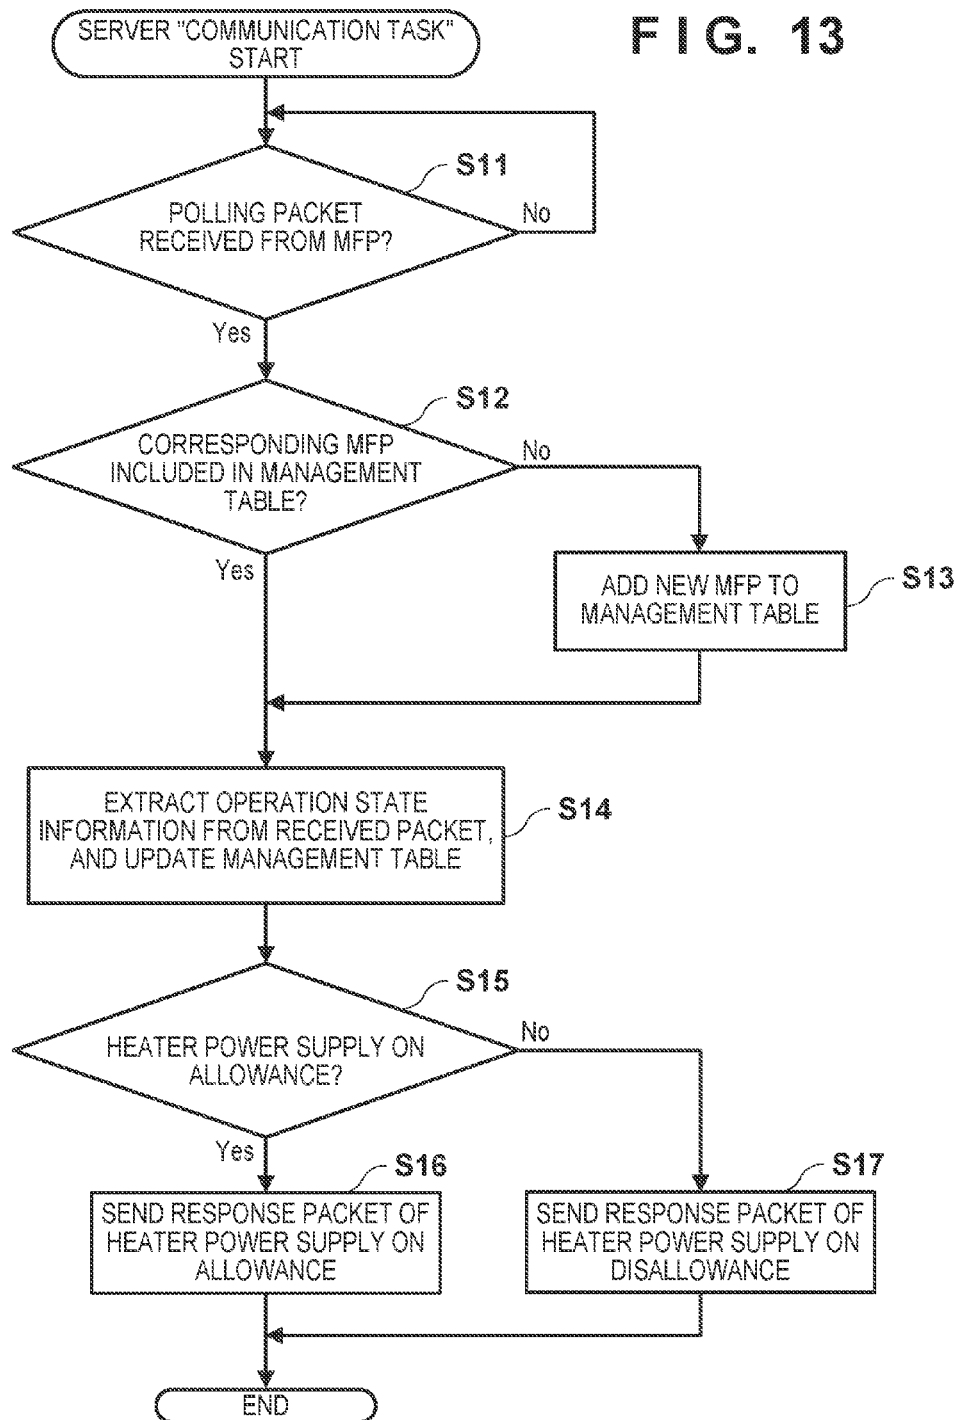 FIG. 13
SERVER "COMMUNICATION TASK"
START
S11
POLLING PACKET
RECEIVED FROM MFP?
No
Yes
S12
CORRESPONDING MFP
INCLUDED IN MANAGEMENT
TABLE?
No
Yes
S13
ADD NEW MFP TO
MANAGEMENT TABLE
S14
EXTRACT OPERATION STATE
INFORMATION FROM RECEIVED PACKET,
AND UPDATE MANAGEMENT TABLE
S15
HEATER POWER SUPPLY ON
ALLOWANCE?
No
Yes
S16
SEND RESPONSE PACKET OF
HEATER POWER SUPPLY ON
ALLOWANCE
S17
SEND RESPONSE PACKET OF
HEATER POWER SUPPLY ON
DISALLOWANCE
END